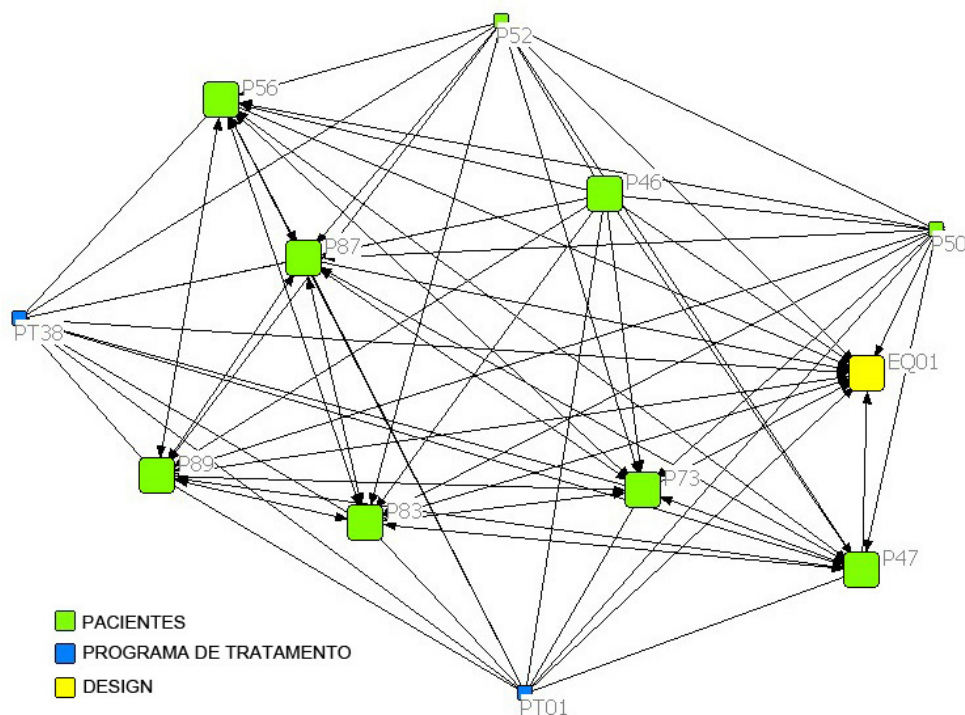 P52
P56
P46
P87
P50
PT38
EQ01
P89
P73
P83
P47
PACIENTES
PROGRAMA DE TRATAMENTO
DESIGN
PT01